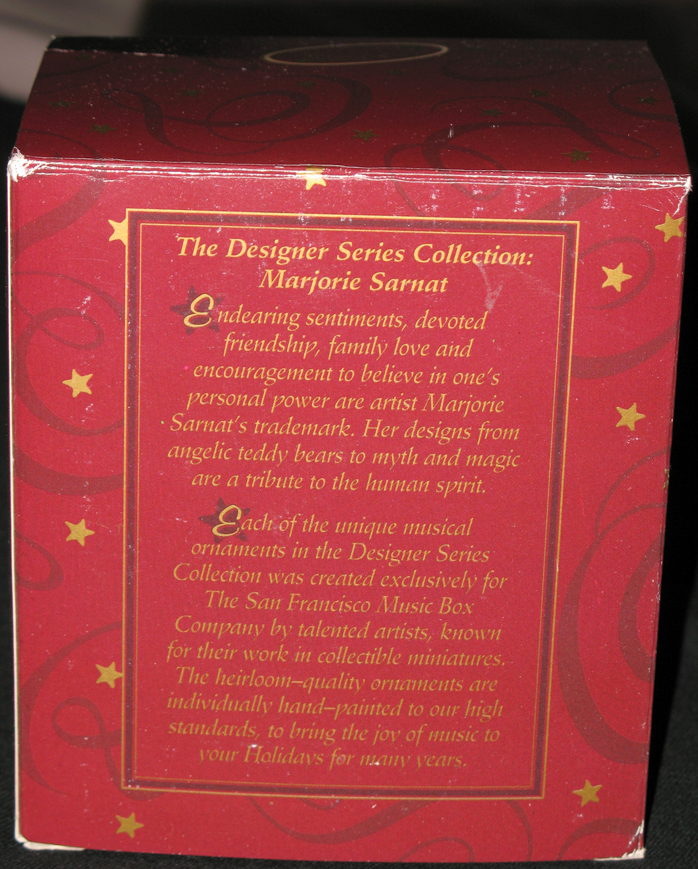 The Designer Series Collection:
Marjorie Sarnat
Endearing sentiments, devoted
friendship, family love and
encouragement to believe in one's
personal power are artist Marjorie
Sarnat's trademark. Her designs from
angelic teddy bears to myth and magic
are a tribute to the human spirit.
Each of the unique musical
ornaments in the Designer Series
Collection was created exclusively for
The San Francisco Music Box
Company by talented artists, known
for their work in collectible miniatures.
The heirloom–quality ornaments are
individually hand–painted to our high
standards, to bring the joy of music to
your Holidays for many years.